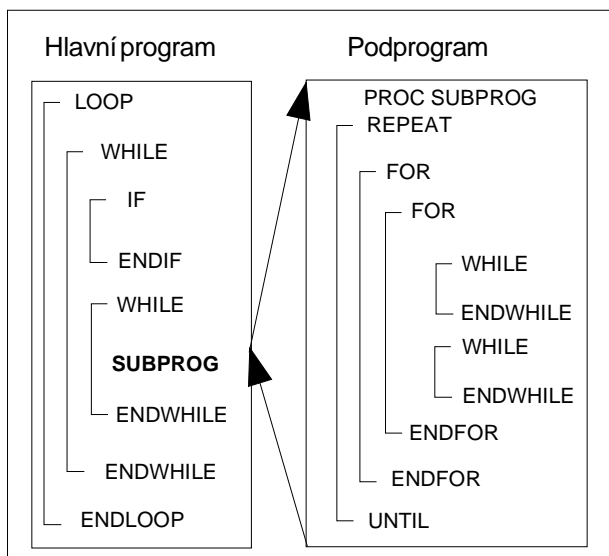 Hlavní program
LOOP
WHILE
IF
ENDIF
WHILE
SUBPROG
ENDWHILE
ENDWHILE
ENDLOOP
Podprogram
PROC SUBPROG
REPEAT
FOR
FOR
WHILE
ENDWHILE
WHILE
ENDWHILE
ENDFOR
ENDFOR
UNTIL